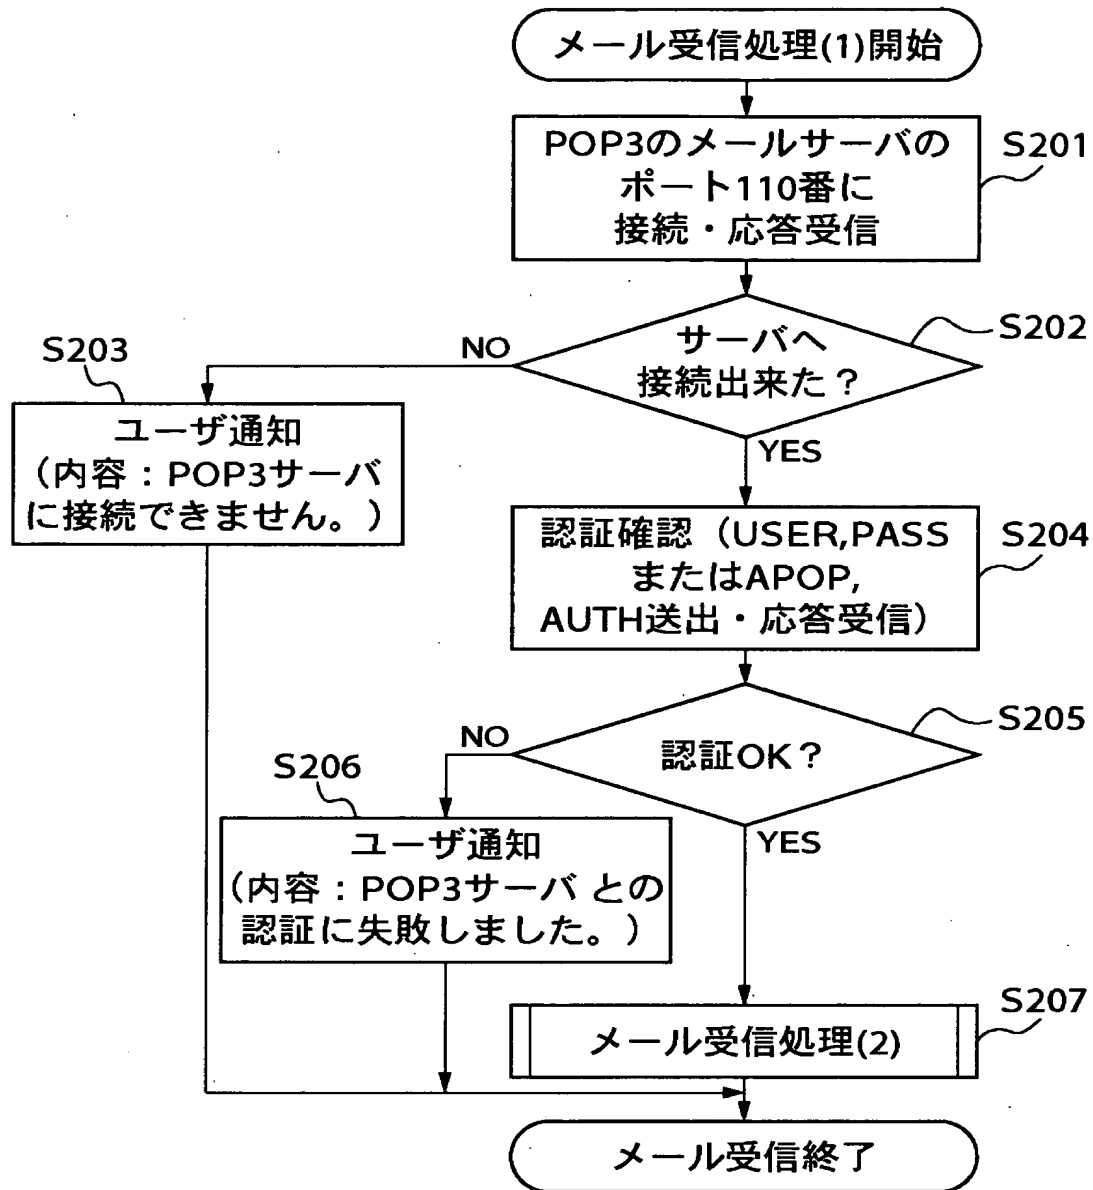 メール受信処理(1)開始
POP3のメールサーバの
ポート110番に
接続・応答受信
S201
サーバへ
接続出来た？
S202
NO
YES
S203
ユーザ通知
（内容：POP3サーバ
に接続できません。）
認証確認（USER,PASS
またはAPOP,
AUTH送出・応答受信）
S204
認証OK？
S205
NO
YES
S206
ユーザ通知
（内容：POP3サーバ との
認証に失敗しました。）
メール受信処理(2)
S207
メール受信終了